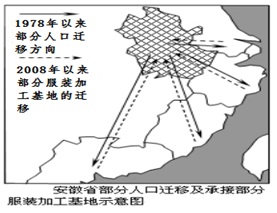 1978年以来
部分人口迁
移方向
2008年以来
部分服装加
工基地的迁
移
安徽省部分人口迁移及承接部分
服装加工基地示意图